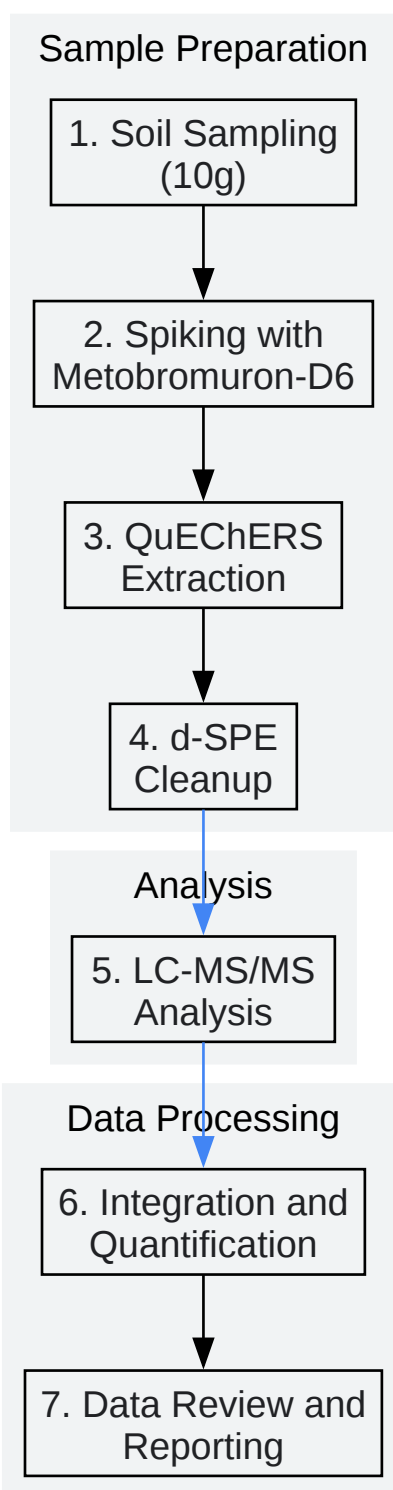 Sample Preparation
1. Soil Sampling
(10g)
2. Spiking with
Metobromuron-D6
3. QuEChERS
Extraction
4. d-SPE
Cleanup
Analysis
5. LC-MS/MS
Analysis
Data Processing
6. Integration and
Quantification
7. Data Review and
Reporting